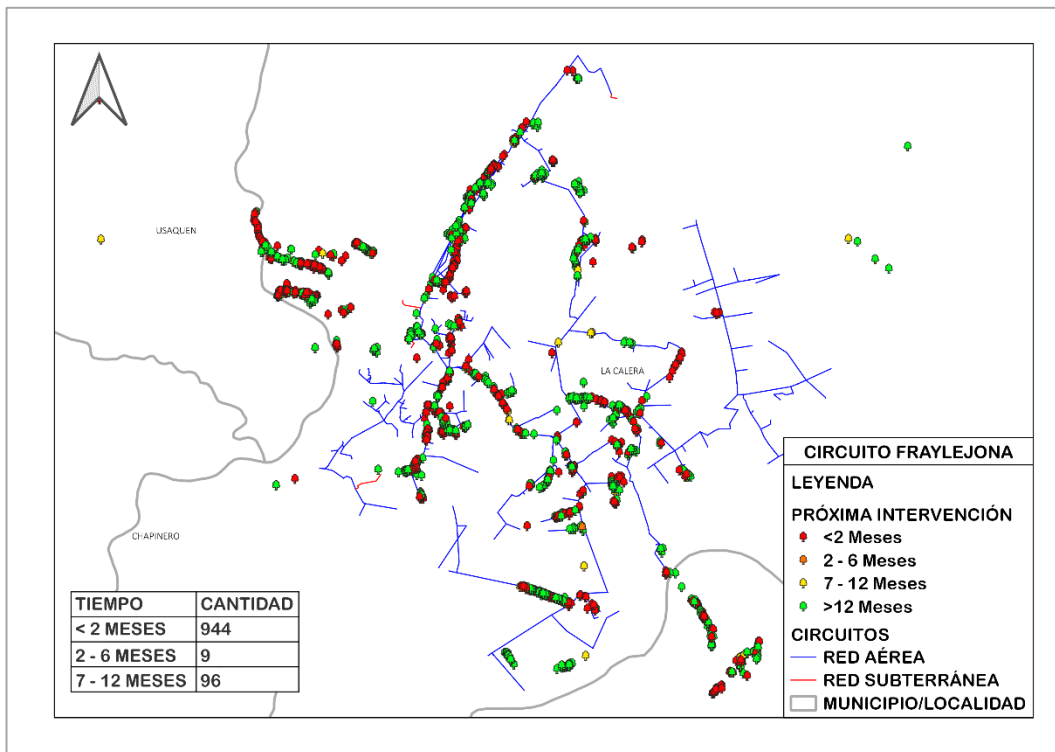 USAQUEN
LA CALERA
CHAPINERO
TIEMPO CANTIDAD
< 2 MESES 944
2 - 6 MESES 9
7 - 12 MESES 96
CIRCUITO FRAYLEJONA
LEYENDA
PRÓXIMA INTERVENCIÓN
<2 Meses
2 - 6 Meses
7 - 12 Meses
>12 Meses
CIRCUITOS
RED AÉREA
RED SUBTERRÁNEA
MUNICIPIO/LOCALIDAD